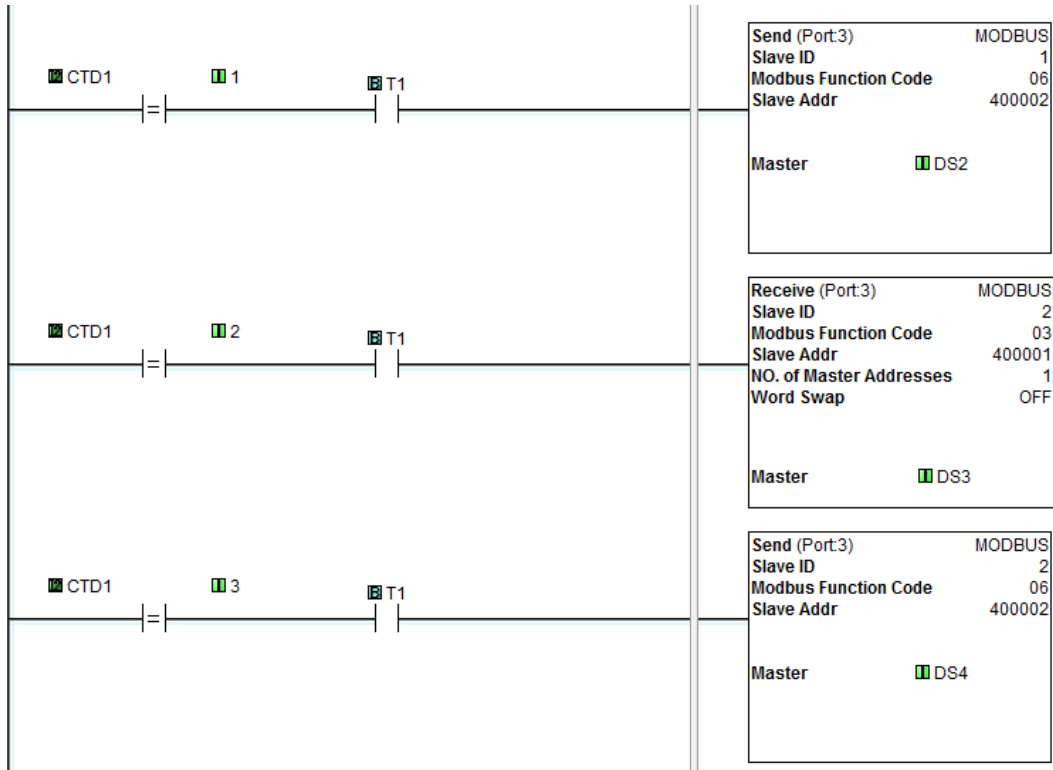 Send (Port:3) MODBUS
Slave ID 1
Modbus Function Code 06
Slave Addr 400002
Master DS2
CTD1 1 T1
=
Receive (Port:3) MODBUS
Slave ID 2
Modbus Function Code 03
Slave Addr 400001
NO. of Master Addresses 1
Word Swap OFF
Master DS3
CTD1 2 T1
=
Send (Port:3) MODBUS
Slave ID 2
Modbus Function Code 06
Slave Addr 400002
Master DS4
CTD1 3 T1
=